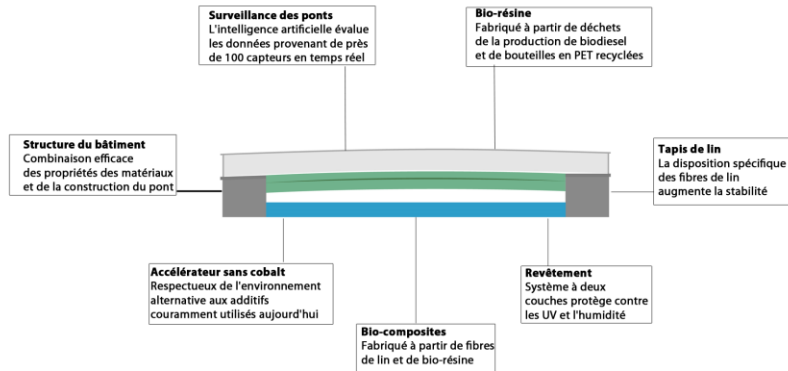 Surveillance des ponts
L'intelligence artificielle évalue
les données provenant de près
de 100 capteurs en temps réel
Bio-résine
Fabriqué à partir de déchets
de la production de biodiesel
et de bouteilles en PET recyclées
Structure du bâtiment
Combinaison efficace
des propriétés des matériaux
et de la construction du pont
Tapis de lin
La disposition spécifique
des fibres de lin
augmente la stabilité
Accélérateur sans cobalt
Respectueux de l'environnement
alternative aux additifs
couramment utilisés aujourd'hui
Revêtement
Système à deux
couches protège contre
les UV et l'humidité
Bio-composites
Fabriqué à partir de fibres
de lin et de bio-résine